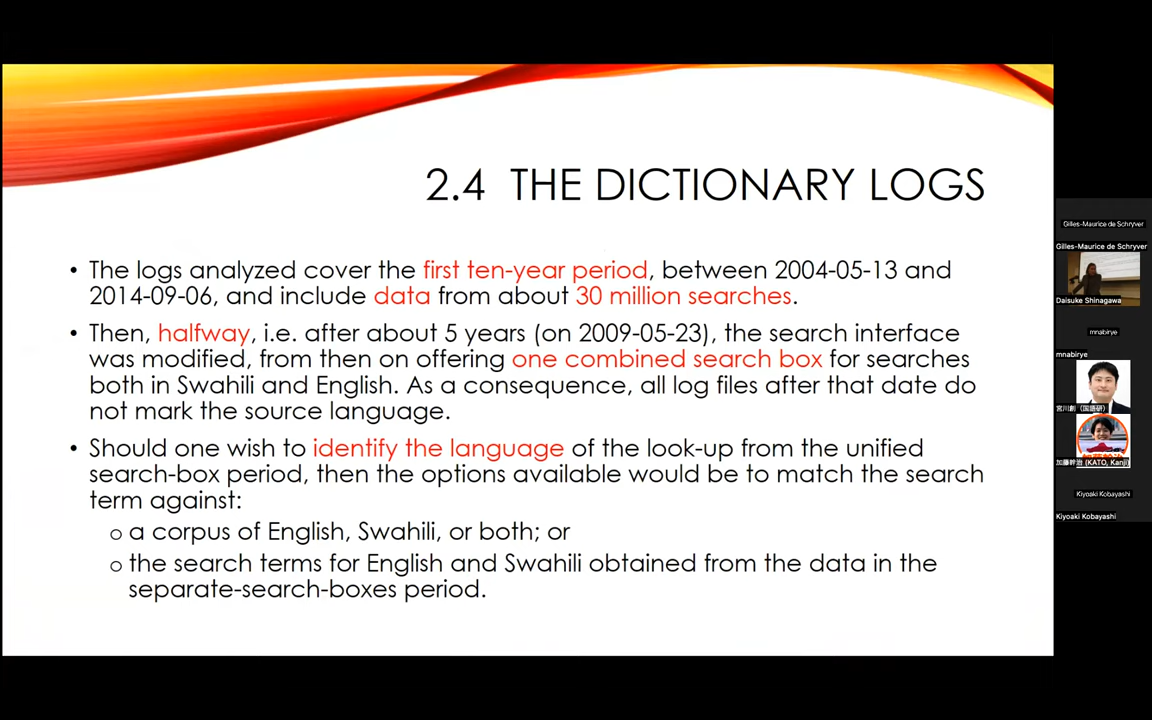 2.4 THE DICTIONARY LOGS
• The logs analyzed cover the first ten-year period, between 2004-05-13 and
2014-09-06, and include data from about 30 million searches.
• Then, halfway, i.e. after about 5 years (on 2009-05-23), the search interface
was modified, from then on offering one combined search box for searches
both in Swahili and English. As a consequence, all log files after that date do
not mark the source language.
• Should one wish to identify the language of the look-up from the unified
search-box period, then the options available would be to match the search
term against:
o a corpus of English, Swahili, or both; or
o the search terms for English and Swahili obtained from the data in the
separate-search-boxes period.
Gilles-Maurice de Schryver
Gilles-Maurice de Schryver
Daisuke Shinagawa
mnabirye
mnabirye
宮川創（国語研）
加藤幹治 (KATO, Kanji)
Kiyoaki Kobayashi
Kiyoaki Kobayashi